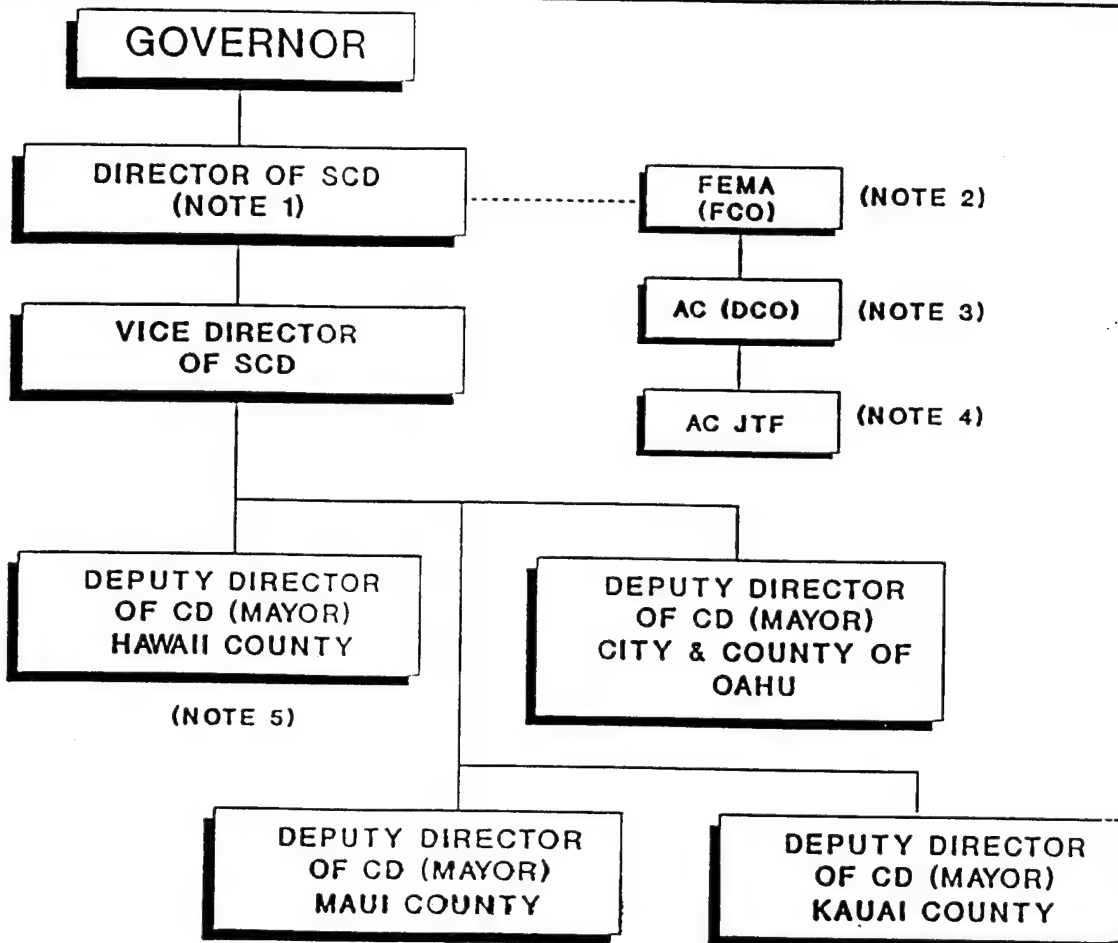 GOVERNOR
DIRECTOR OF SCD
(NOTE 1)
FEMA
(FCO)
(NOTE 2)
VICE DIRECTOR
OF SCD
AC (DCO)
(NOTE 3)
AC JTF
(NOTE 4)
DEPUTY DIRECTOR
OF CD (MAYOR)
HAWAII COUNTY
(NOTE 5)
DEPUTY DIRECTOR
OF CD (MAYOR)
CITY & COUNTY OF
OAHU
DEPUTY DIRECTOR
OF CD (MAYOR)
MAUI COUNTY
DEPUTY DIRECTOR
OF CD (MAYOR)
KAUAI COUNTY